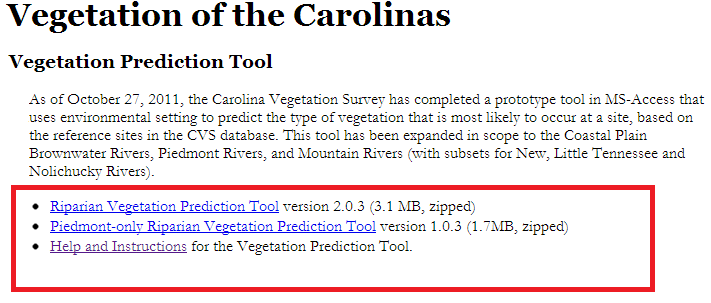 Vegetation of the Carolinas
Vegetation Prediction Tool
As of October 27, 2011, the Carolina Vegetation Survey has completed a prototype tool in MS-Access that
uses environmental setting to predict the type of vegetation that is most likely to occur at a site, based on
the reference sites in the CVS database. This tool has been expanded in scope to the Coastal Plain
Brownwater Rivers, Piedmont Rivers, and Mountain Rivers (with subsets for New, Little Tennessee and
Nolichucky Rivers).
• Riparian Vegetation Prediction Tool version 2.0.3 (3.1 MB, zipped)
• Piedmont-only Riparian Vegetation Prediction Tool version 1.0.3 (1.7MB, zipped)
• Help and Instructions for the Vegetation Prediction Tool.